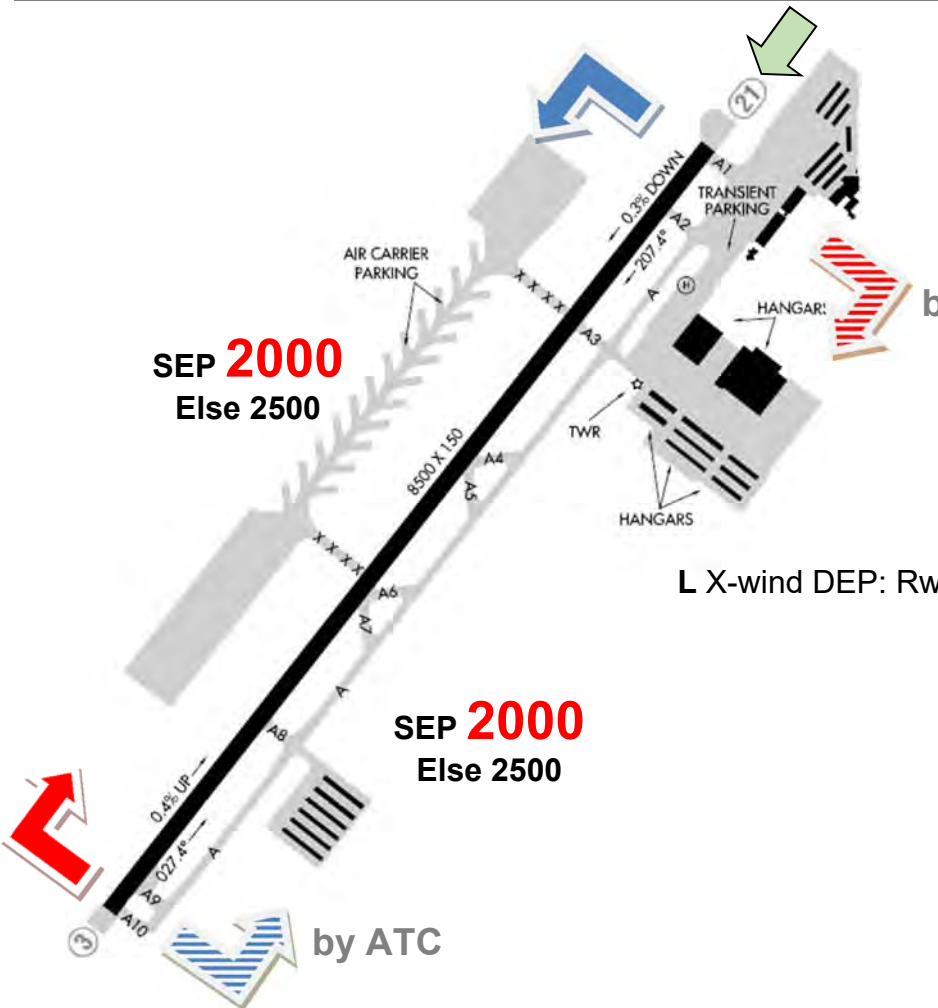 21
A1
0.3% DOWN
TRANSIENT
PARKING
A2
207.4°
AIR CARRIER
PARKING
A
H
X X X X
HANGAR
b
A3
SEP 2000
Else 2500
TWR
8500 X 150
A4
A5
HANGARS
X X X X
L X-wind DEP: Rw
A6
A7
A
SEP 2000
Else 2500
A8
0.4% UP
027.4°
A
A9
A10
3
by ATC